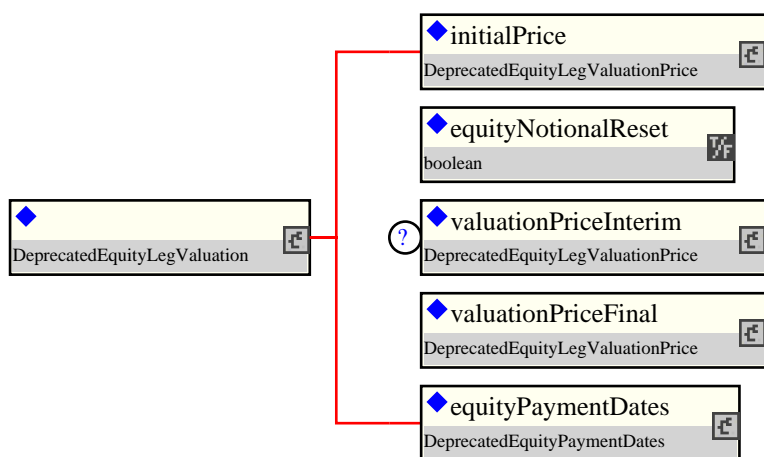 initialPrice
DeprecatedEquityLegValuationPrice
equityNotionalReset
T/F
boolean
DeprecatedEquityLegValuation
?
valuationPriceInterim
DeprecatedEquityLegValuationPrice
valuationPriceFinal
DeprecatedEquityLegValuationPrice
equityPaymentDates
DeprecatedEquityPaymentDates